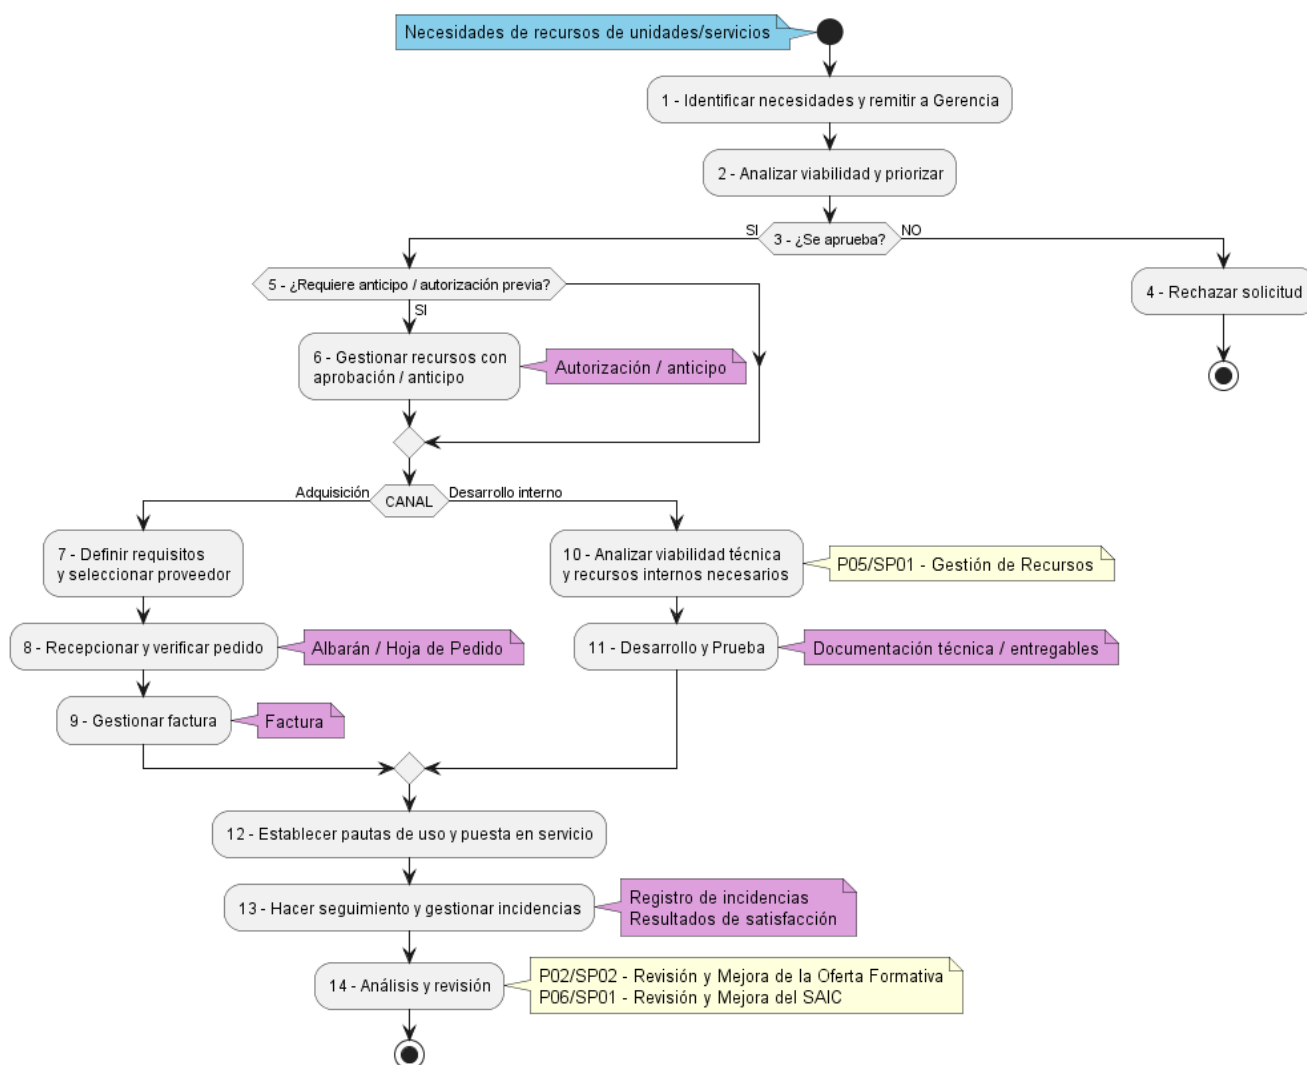 Necesidades de recursos de unidades/servicios
1 - Identificar necesidades y remitir a Gerencia
2 - Analizar viabilidad y priorizar
SI
3 - ¿Se aprueba?
NO
5 - ¿Requiere anticipo / autorización previa?
4 - Rechazar solicitud
SI
6 - Gestionar recursos con
aprobación / anticipo
Autorización / anticipo
Adquisición
CANAL
Desarrollo interno
7 - Definir requisitos
y seleccionar proveedor
10 - Analizar viabilidad técnica
y recursos internos necesarios
P05/SP01 - Gestión de Recursos
8 - Recepcionar y verificar pedido
Albarán / Hoja de Pedido
11 - Desarrollo y Prueba
Documentación técnica / entregables
9 - Gestionar factura
Factura
12 - Establecer pautas de uso y puesta en servicio
13 - Hacer seguimiento y gestionar incidencias
Registro de incidencias
Resultados de satisfacción
14 - Análisis y revisión
P02/SP02 - Revisión y Mejora de la Oferta Formativa
P06/SP01 - Revisión y Mejora del SAIC